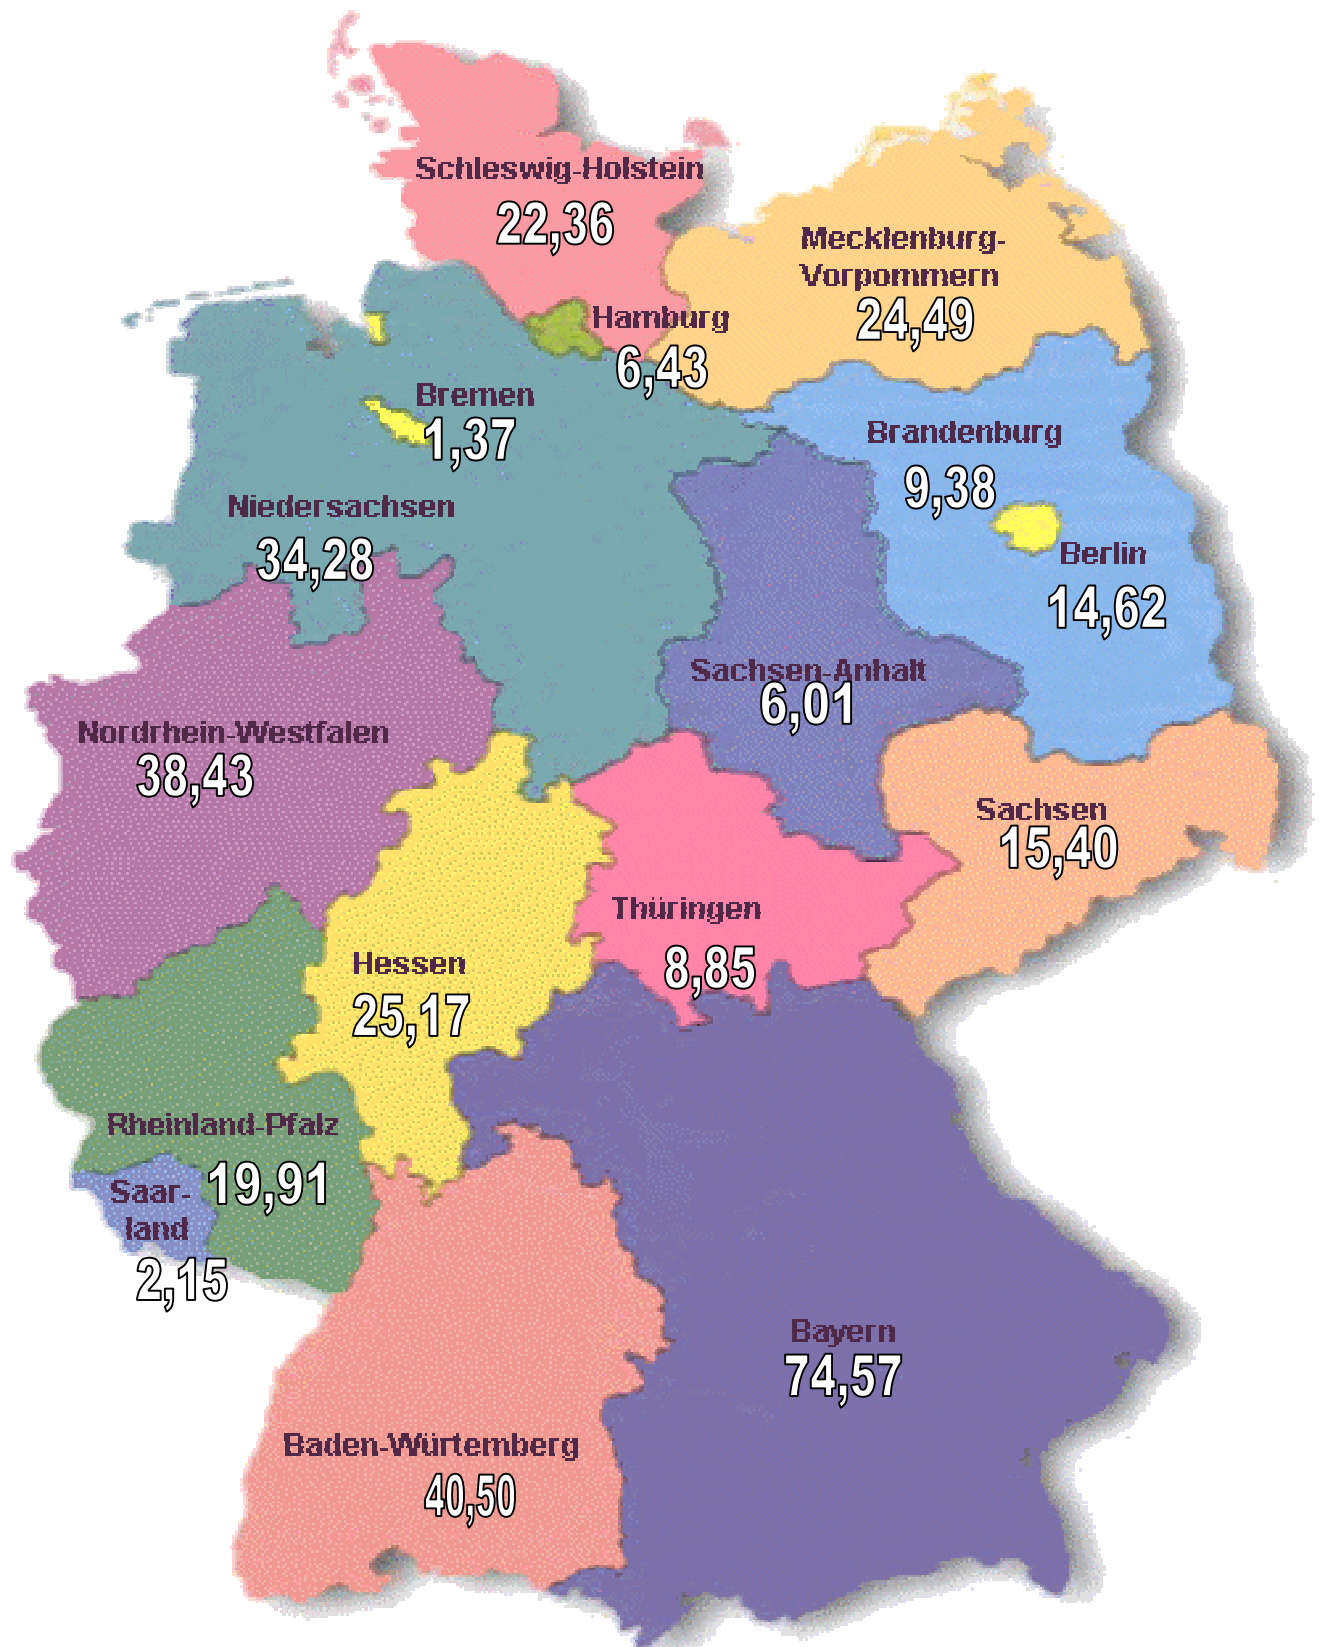 Schleswig-Holstein
22,36
Mecklenburg-
Vorpommern
24,49
Hamburg
6,43
Bremen
1,37
Brandenburg
9,38
Niedersachsen
34,28
Berlin
14,62
Sachsen-Anhalt
6,01
Nordrhein-Westfalen
38,43
Sachsen
15,40
Thüringen
8,85
Hessen
25,17
Rheinland-Pfalz
19,91
Saar-
land
2,15
Bayern
74,57
Baden-Würtemberg
40,50